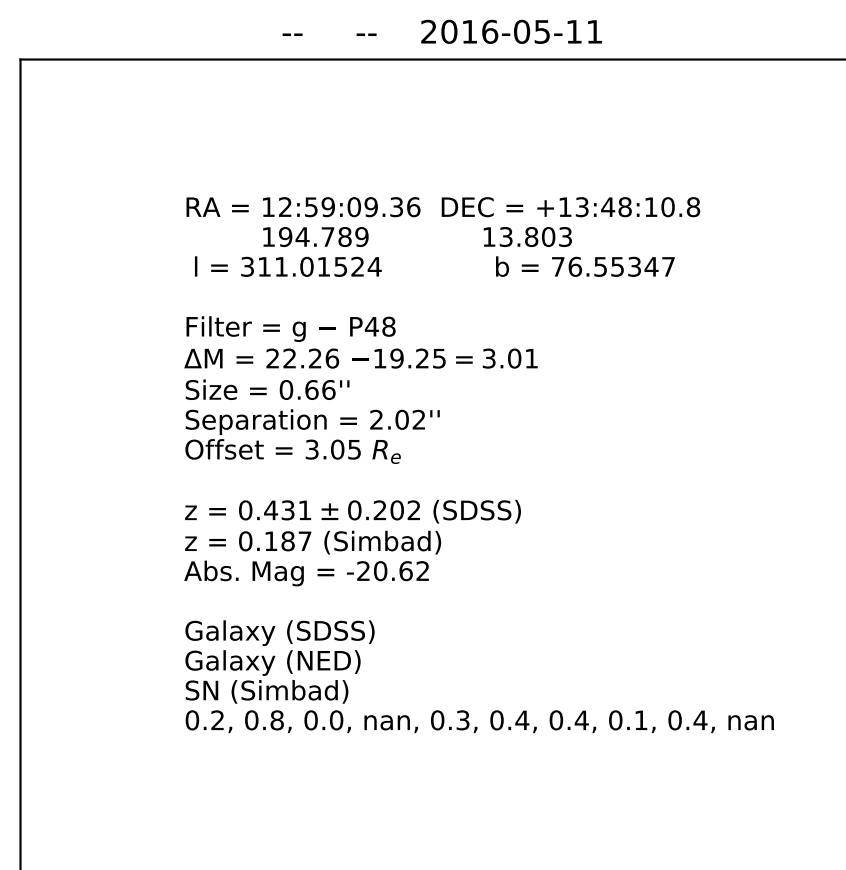 -- -- 2016-05-11
RA = 12:59:09.36 DEC = +13:48:10.8
194.789 13.803
l = 311.01524 b = 76.55347
Filter = g − P48
ΔM = 22.26 −19.25 = 3.01
Size = 0.66''
Separation = 2.02''
Offset = 3.05 Re
z = 0.431 ± 0.202 (SDSS)
z = 0.187 (Simbad)
Abs. Mag = -20.62
Galaxy (SDSS)
Galaxy (NED)
SN (Simbad)
0.2, 0.8, 0.0, nan, 0.3, 0.4, 0.4, 0.1, 0.4, nan